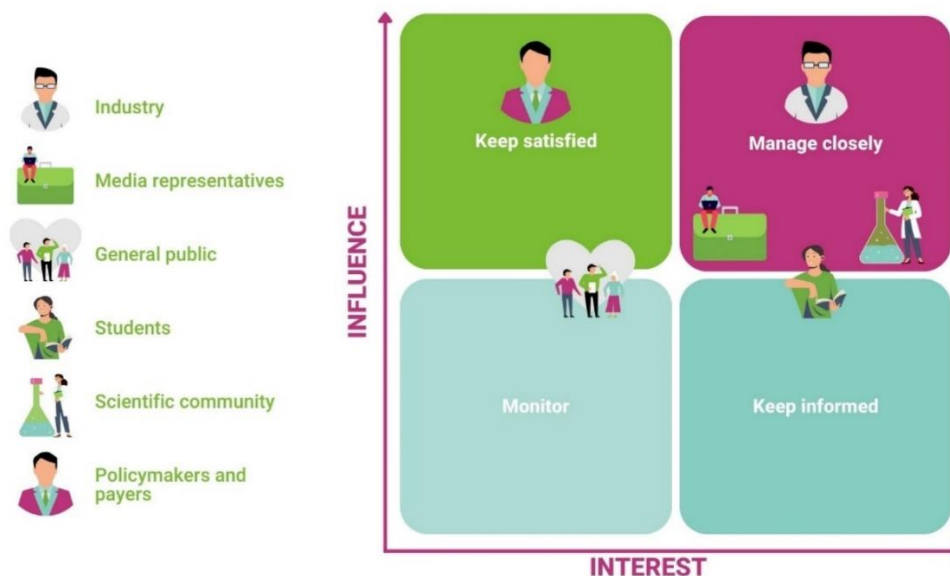 Industry
Media representatives
General public
Students
Scientific community
Policymakers and
payers
INFLUENCE
Keep satisfied
Manage closely
Monitor
Keep informed
INTEREST